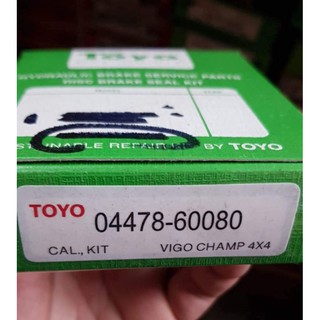 HYDRAULIC BRAKE SERVICE PARTS
DISC BRAKE SEAL KIT
BY TOYO
TOYO 04478-60080
CAL., KIT VIGO CHAMP 4X4